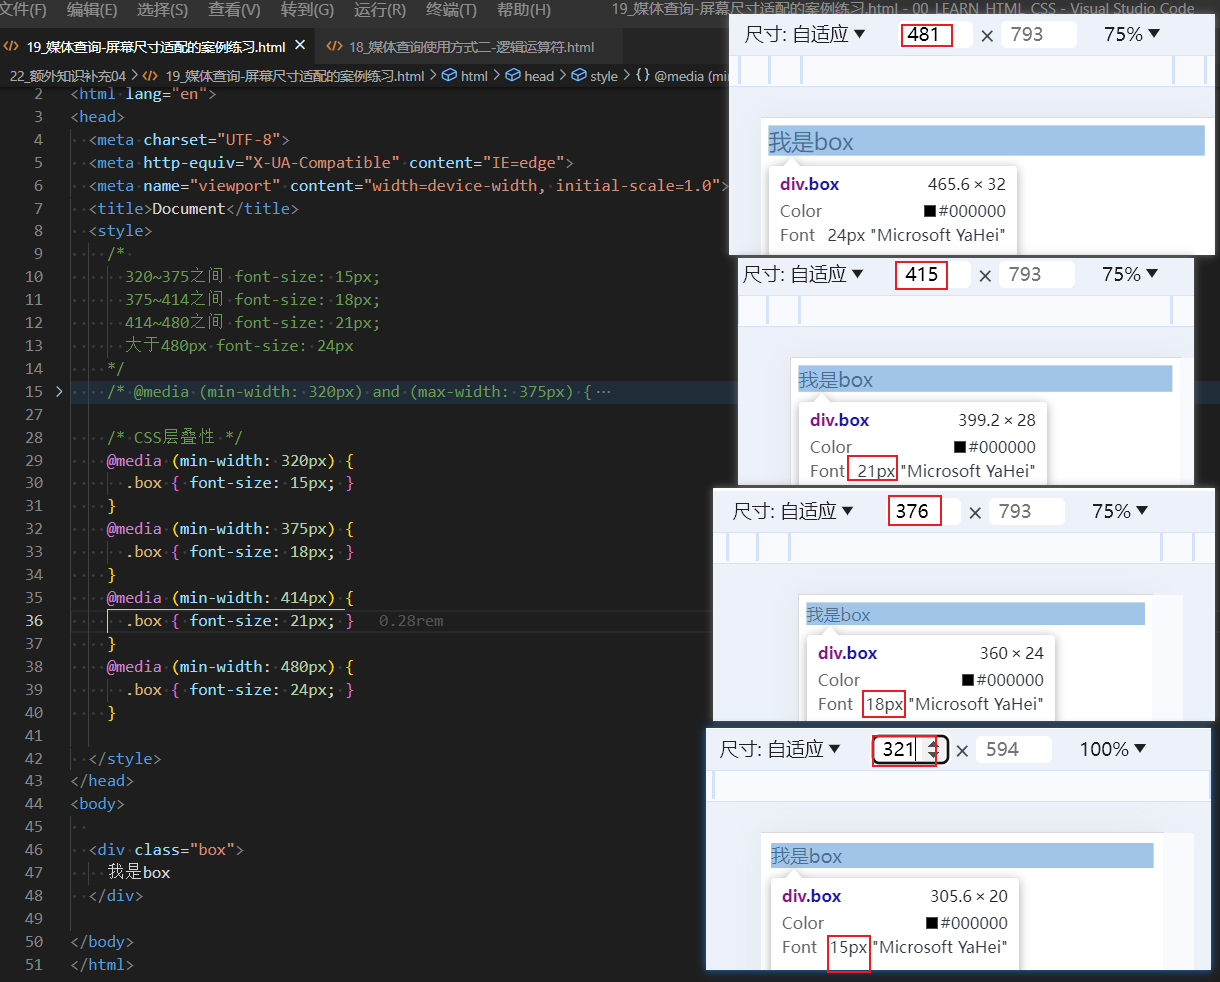 文件(F) 编辑(E) 选择(S) 查看(V) 转到(G) 运行(R) 终端(T) 帮助(H) 19_媒体查询-屏幕尺寸适配的案例练习.html - 00_LEARN_HTML_CSS - Visual Studio Code
19_媒体查询-屏幕尺寸适配的案例练习.html × 18_媒体查询使用方式二-逻辑运算符.html
22_额外知识补充04 > 19_媒体查询-屏幕尺寸适配的案例练习.html > html > head > style > {} @media (min
2 <html lang="en">
3 <head>
4 <meta charset="UTF-8">
5 <meta http-equiv="X-UA-Compatible" content="IE=edge">
6 <meta name="viewport" content="width=device-width, initial-scale=1.0">
7 <title>Document</title>
8 <style>
9 /*
10 320~375之间 font-size: 15px;
11 375~414之间 font-size: 18px;
12 414~480之间 font-size: 21px;
13 大于480px font-size: 24px
14 */
15 /* @media (min-width: 320px) and (max-width: 375px) {…
27
28 /* CSS层叠性 */
29 @media (min-width: 320px) {
30 .box { font-size: 15px; }
31 }
32 @media (min-width: 375px) {
33 .box { font-size: 18px; }
34 }
35 @media (min-width: 414px) {
36 .box { font-size: 21px; } 0.28rem
37 }
38 @media (min-width: 480px) {
39 .box { font-size: 24px; }
40 }
41
42 </style>
43 </head>
44 <body>
45
46 <div class="box">
47 我是box
48 </div>
49
50 </body>
51 </html>
尺寸: 自适应 ▼ 481 × 793 75% ▼
我是box
div.box 465.6 × 32
Color #000000
Font 24px "Microsoft YaHei"
尺寸: 自适应 ▼ 415 × 793 75% ▼
我是box
div.box 399.2 × 28
Color #000000
Font 21px "Microsoft YaHei"
尺寸: 自适应 ▼ 376 × 793 75% ▼
我是box
div.box 360 × 24
Color #000000
Font 18px "Microsoft YaHei"
尺寸: 自适应 ▼ 321 × 594 100% ▼
我是box
div.box 305.6 × 20
Color #000000
Font 15px "Microsoft YaHei"